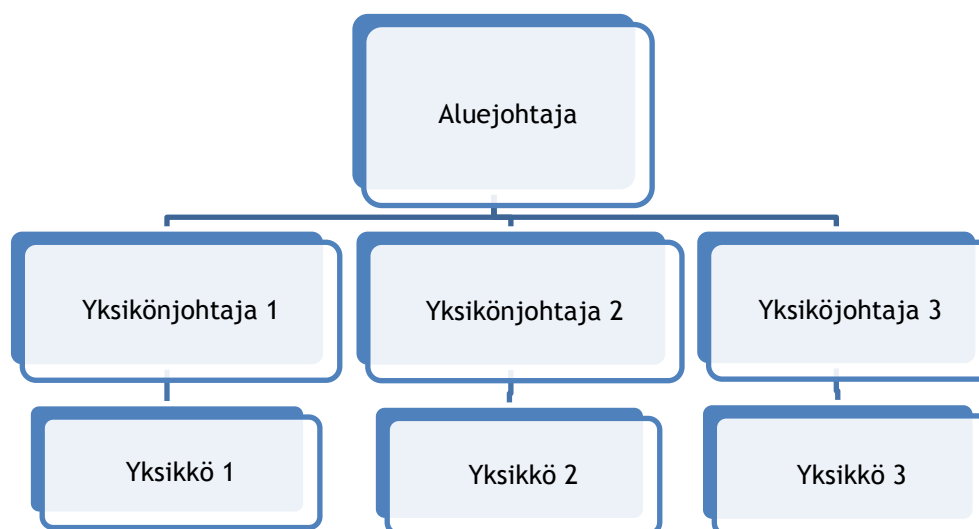 Aluejohtaja
Yksikönjohtaja 1
Yksikönjohtaja 2
Yksiköjohtaja 3
Yksikkö 1
Yksikkö 2
Yksikkö 3